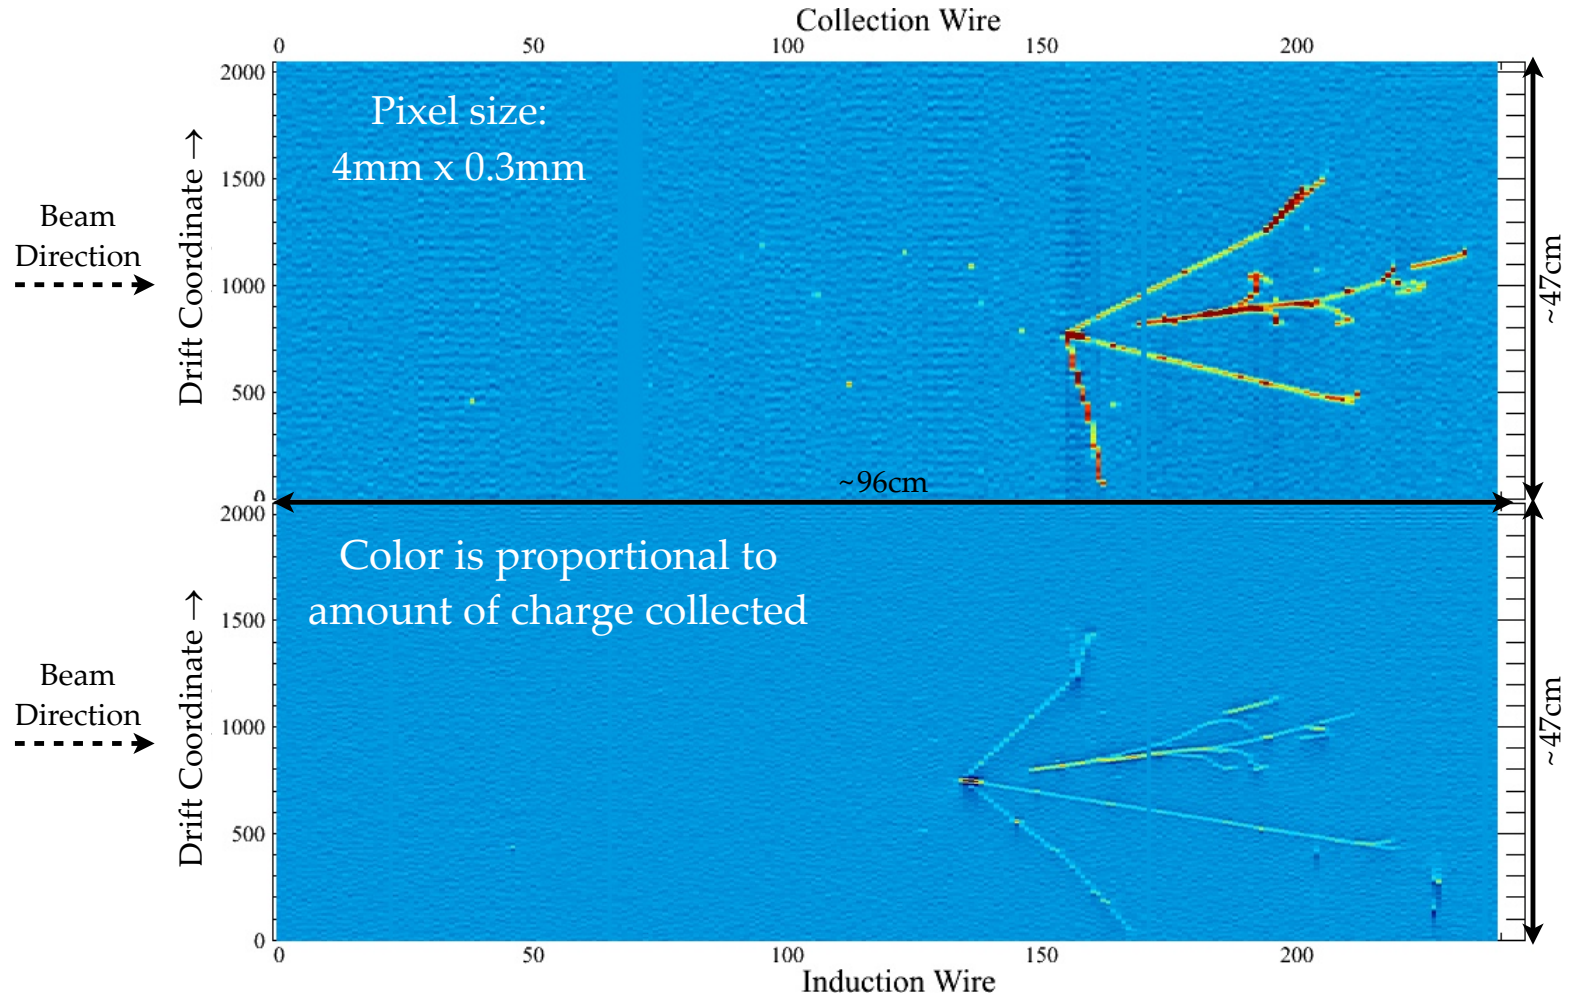 Collection Wire
0 50 100 150 200
2000
Pixel size:
4mm x 0.3mm
1500
1000
500
0
Drift Coordinate →
Beam
Direction
~47cm
~96cm
2000
Color is proportional to
amount of charge collected
1500
1000
500
0
Drift Coordinate →
Beam
Direction
~47cm
0 50 100 150 200
Induction Wire